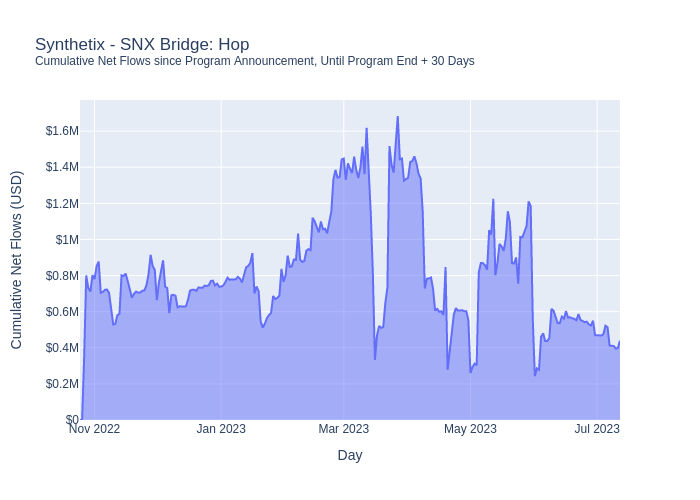 Synthetix - SNX Bridge: Hop
Cumulative Net Flows since Program Announcement, Until Program End + 30 Days
Cumulative Net Flows (USD)
$1.6M
$1.4M
$1.2M
$1M
$0.8M
$0.6M
$0.4M
$0.2M
$0
Nov 2022
Jan 2023
Mar 2023
May 2023
Jul 2023
Day